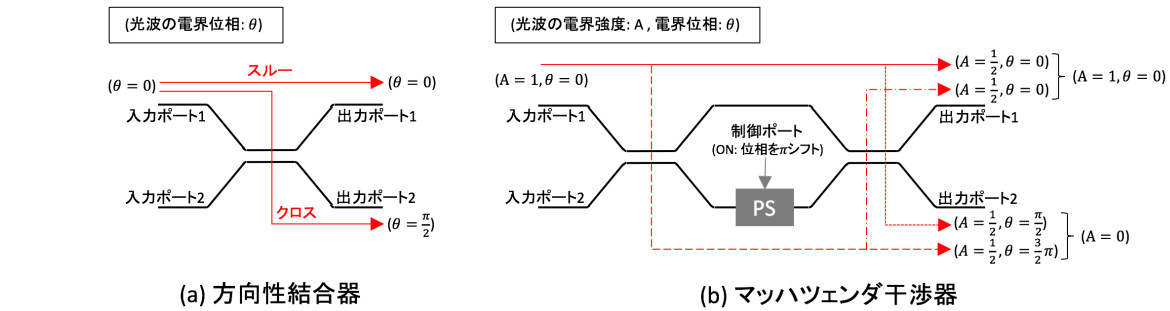 (光波の電界位相: θ)
スルー
(θ = 0)
(θ = 0)
入力ポート1
出力ポート1
入力ポート2
出力ポート2
クロス
(θ = π/2)
(a) 方向性結合器
(光波の電界強度: A , 電界位相: θ)
(A = 1, θ = 0)
(A = 1/2, θ = 0)
(A = 1/2, θ = 0)
(A = 1, θ = 0)
入力ポート1
制御ポート
(ON: 位相をπシフト)
出力ポート1
入力ポート2
PS
出力ポート2
(A = 1/2, θ = π/2)
(A = 1/2, θ = 3/2 π)
(A = 0)
(b) マッハツェンダ干渉器